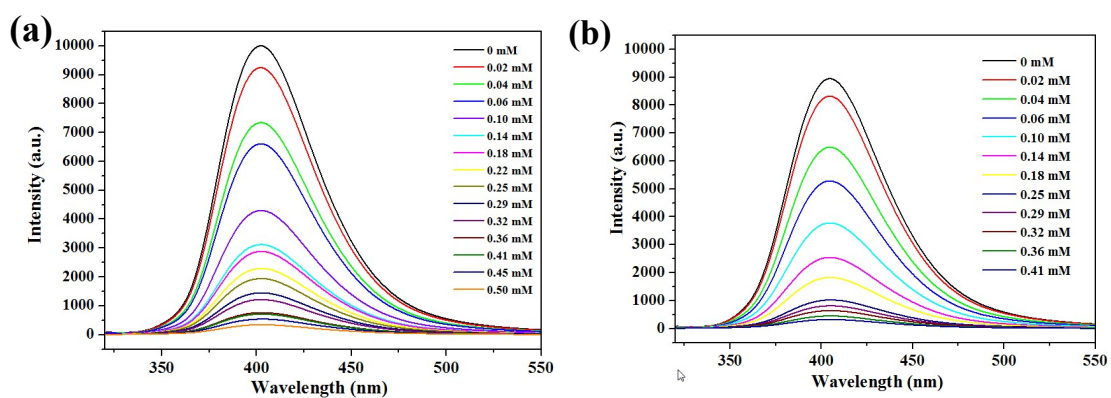 (a)
10000
9000
8000
7000
6000
5000
4000
3000
2000
1000
0
Intensity (a.u.)
350
400
450
500
550
Wavelength (nm)
0 mM
0.02 mM
0.04 mM
0.06 mM
0.10 mM
0.14 mM
0.18 mM
0.22 mM
0.25 mM
0.29 mM
0.32 mM
0.36 mM
0.41 mM
0.45 mM
0.50 mM
(b)
10000
9000
8000
7000
6000
5000
4000
3000
2000
1000
0
Intensity (a.u.)
350
400
450
500
550
Wavelength (nm)
0 mM
0.02 mM
0.04 mM
0.06 mM
0.10 mM
0.14 mM
0.18 mM
0.25 mM
0.29 mM
0.32 mM
0.36 mM
0.41 mM